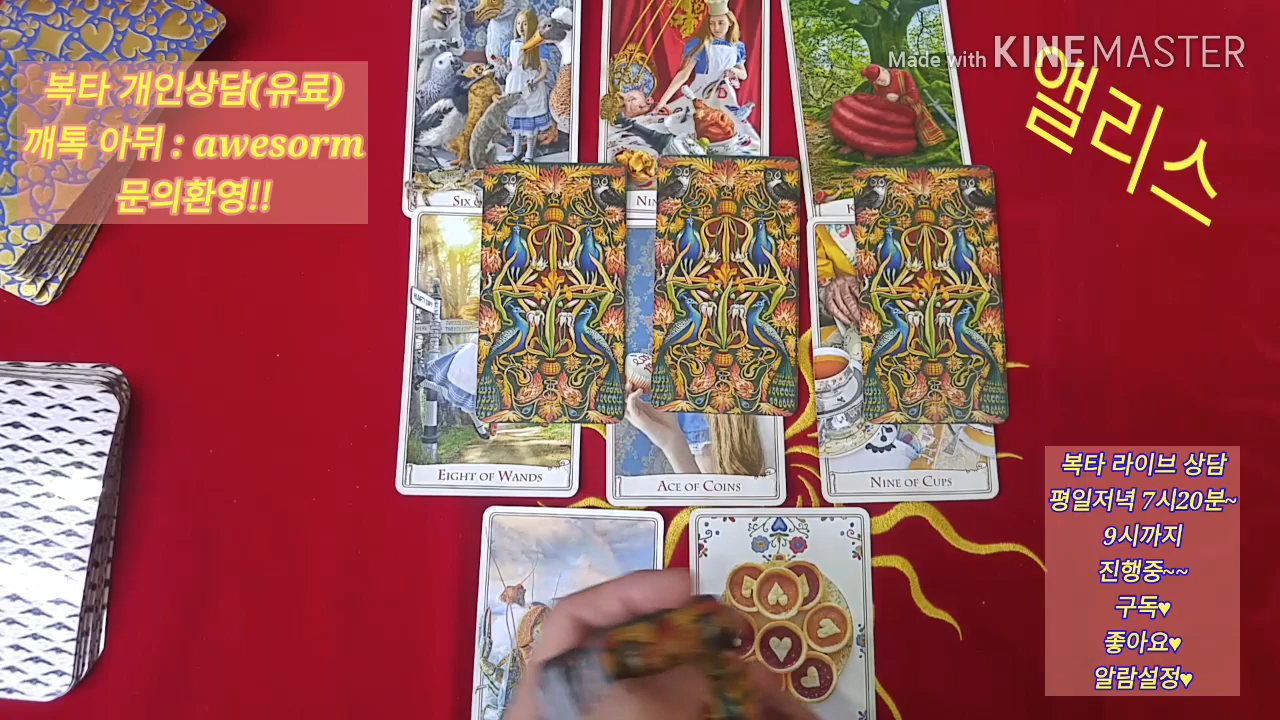 복타 개인상담(유료)
깨톡 아뒤 : awesorm
문의환영!!
Made with KINEMASTER
앨리스
SIX
NIN
K
EIGHT OF WANDS
ACE OF COINS
NINE OF CUPS
복타 라이브 상담
평일저녁 7시20분~
9시까지
진행중~~
구독♥
좋아요♥
알람설정♥